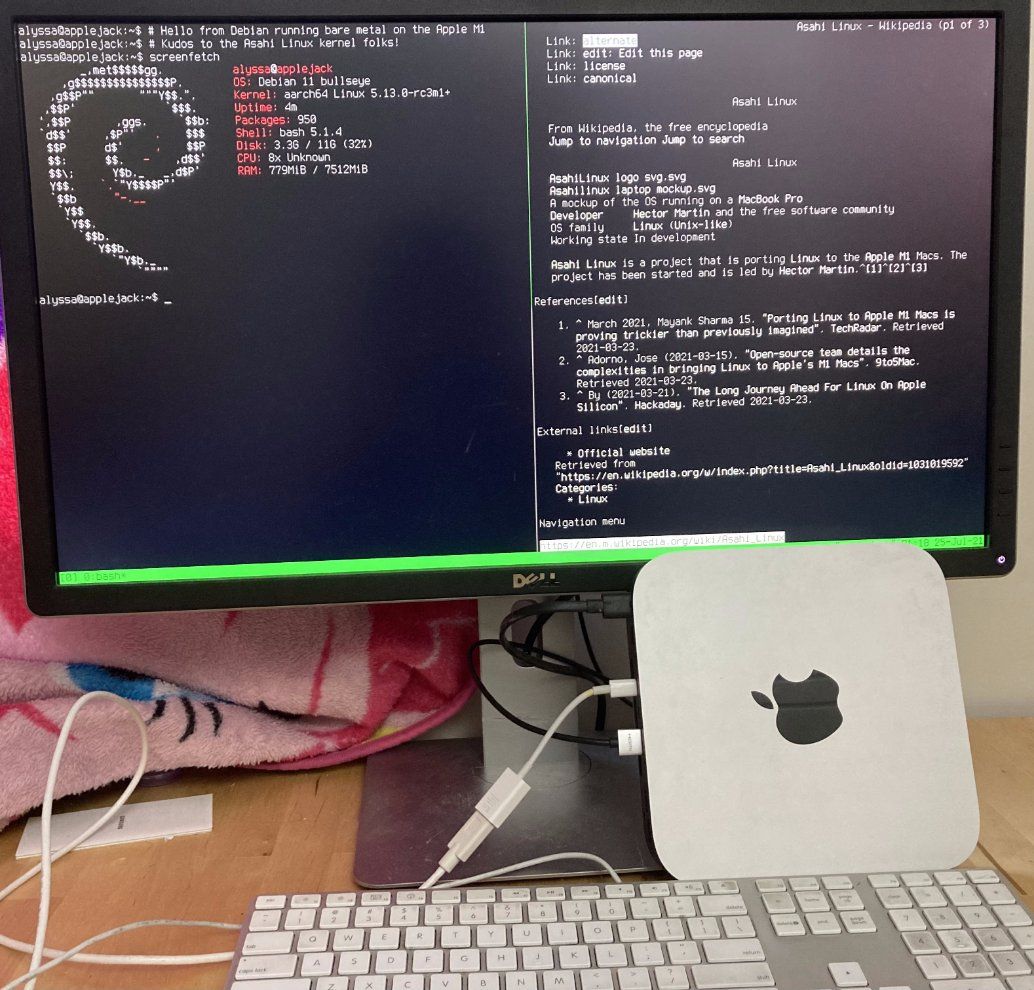 alyssa@applejack:~$ # Hello from Debian running bare metal on the Apple M1
alyssa@applejack:~$ # Kudos to the Asahi Linux kernel folks!
alyssa@applejack:~$ screenfetch
alyssa@applejack
OS: Debian 11 bullseye
Kernel: aarch64 Linux 5.13.0-rc3m1+
Uptime: 4m
Packages: 950
Shell: bash 5.1.4
Disk: 3.3G / 11G (32%)
CPU: 8x Unknown
RAM: 779MiB / 7512MiB
alyssa@applejack:~$ _
[0] 0:bash*
Asahi Linux - Wikipedia (p1 of 3)
Link: alternate
Link: edit: Edit this page
Link: license
Link: canonical
Asahi Linux
From Wikipedia, the free encyclopedia
Jump to navigation Jump to search
Asahi Linux
AsahiLinux logo svg.svg
Asahilinux laptop mockup.svg
A mockup of the OS running on a MacBook Pro
Developer Hector Martin and the free software community
OS family Linux (Unix-like)
Working state In development
Asahi Linux is a project that is porting Linux to the Apple M1 Macs. The
project has been started and is led by Hector Martin.^[1]^[2]^[3]
References[edit]
1. ^ March 2021, Mayank Sharma 15. "Porting Linux to Apple M1 Macs is
proving trickier than previously imagined". TechRadar. Retrieved
2021-03-23.
2. ^ Adorno, Jose (2021-03-15). "Open-source team details the
complexities in bringing Linux to Apple's M1 Macs". 9to5Mac.
Retrieved 2021-03-23.
3. ^ By (2021-03-21). "The Long Journey Ahead For Linux On Apple
Silicon". Hackaday. Retrieved 2021-03-23.
External links[edit]
* Official website
Retrieved from
"https://en.wikipedia.org/w/index.php?title=Asahi_Linux&oldid=1031019592"
Categories:
* Linux
Navigation menu
https://en.m.wikipedia.org/wiki/Asahi_Linux
25-Jul-21
DELL
delete
tab Q W E R T Y U I O P
caps lock A S D F G H J K L return
Z X C V B N M shift